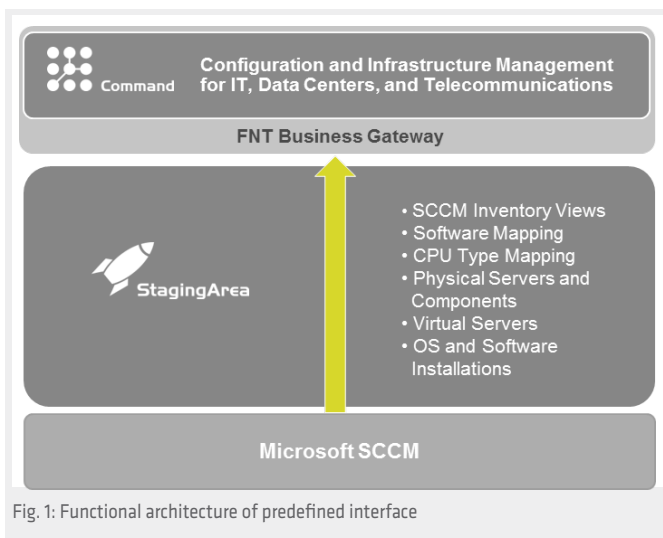 Command
Configuration and Infrastructure Management
for IT, Data Centers, and Telecommunications
FNT Business Gateway
StagingArea
• SCCM Inventory Views
• Software Mapping
• CPU Type Mapping
• Physical Servers and
Components
• Virtual Servers
• OS and Software
Installations
Microsoft SCCM
Fig. 1: Functional architecture of predefined interface